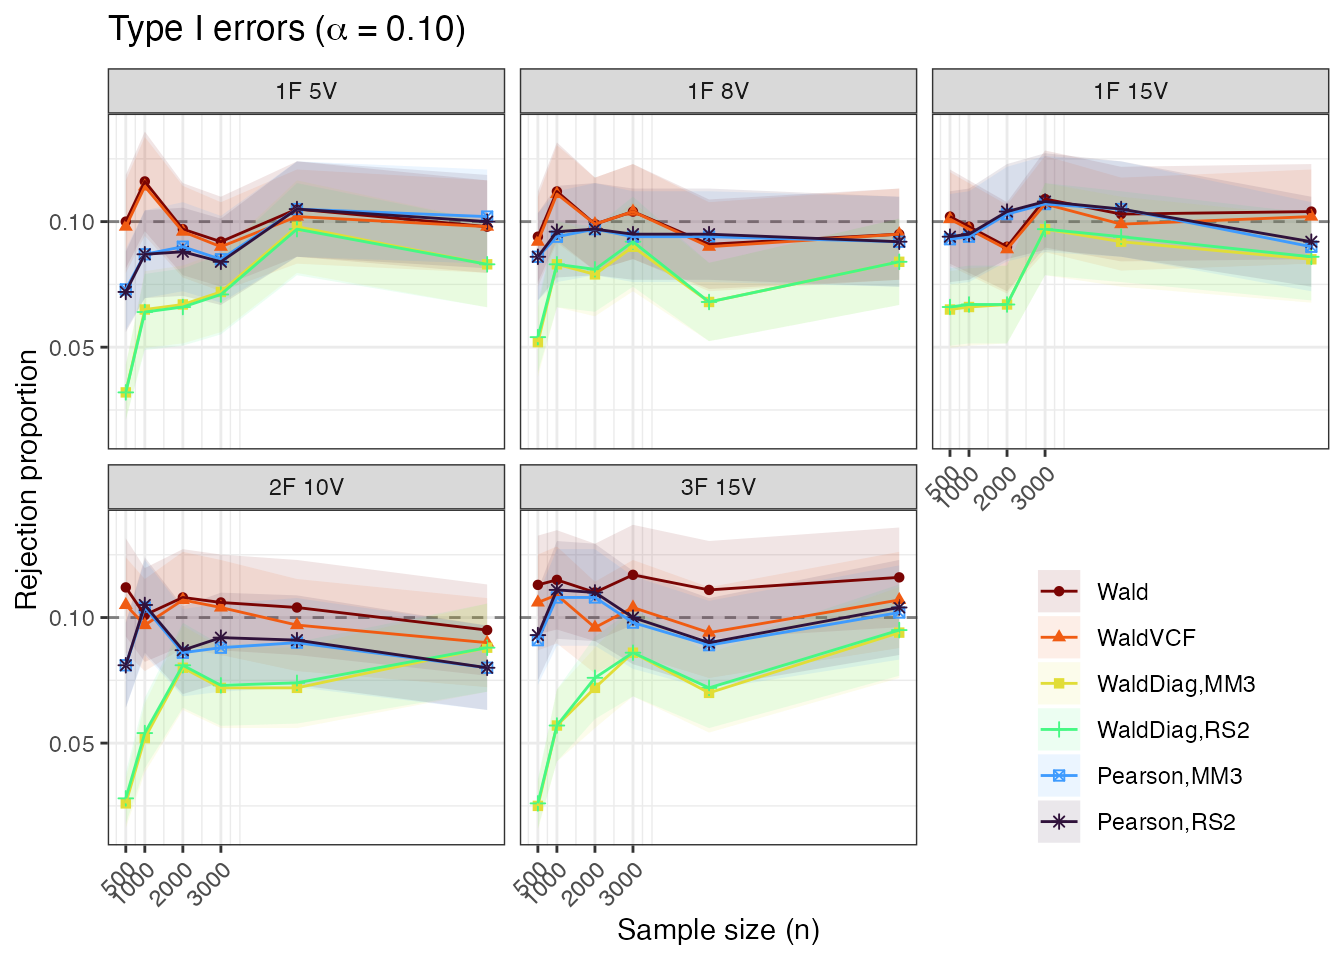 Type I errors (α = 0.10)
1F 5V
1F 8V
1F 15V
0.10
0.05
500
1000
2000
3000
2F 10V
3F 15V
0.10
0.05
500
1000
2000
3000
500
1000
2000
3000
Rejection proportion
Sample size (n)
Wald
WaldVCF
WaldDiag,MM3
WaldDiag,RS2
Pearson,MM3
Pearson,RS2